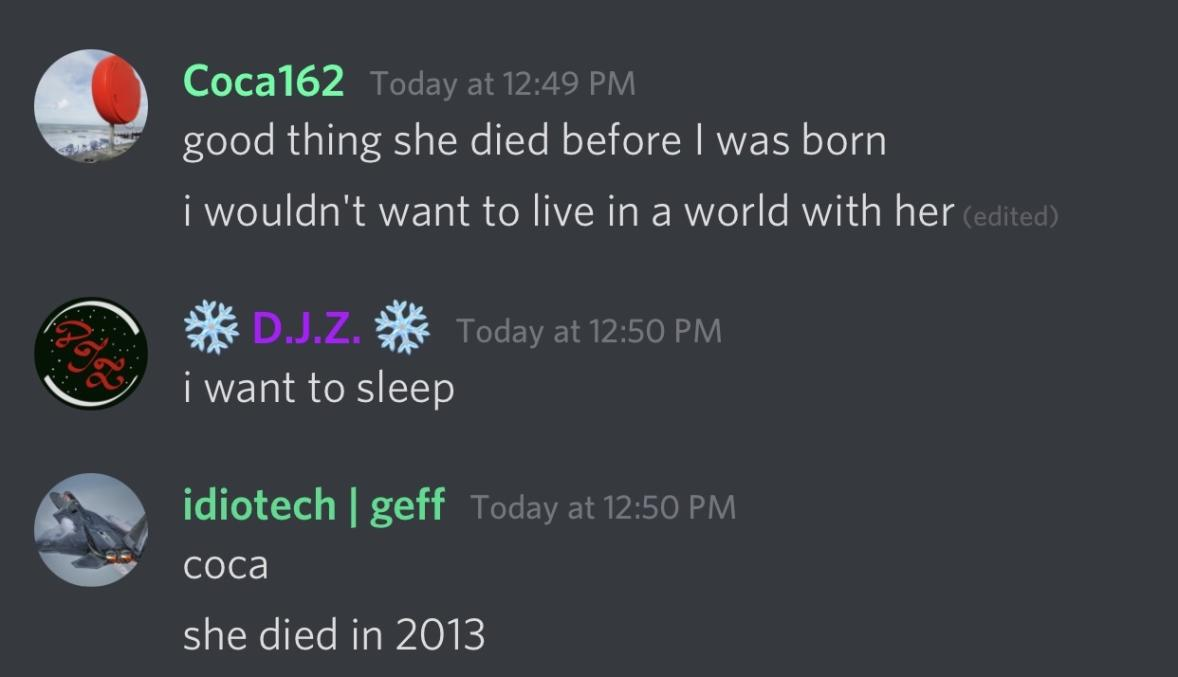 Coca162 Today at 12:49 PM
good thing she died before I was born
i wouldn't want to live in a world with her (edited)
❄️ D.J.Z. ❄️ Today at 12:50 PM
i want to sleep
DJZ
idiotech | geff Today at 12:50 PM
coca
she died in 2013